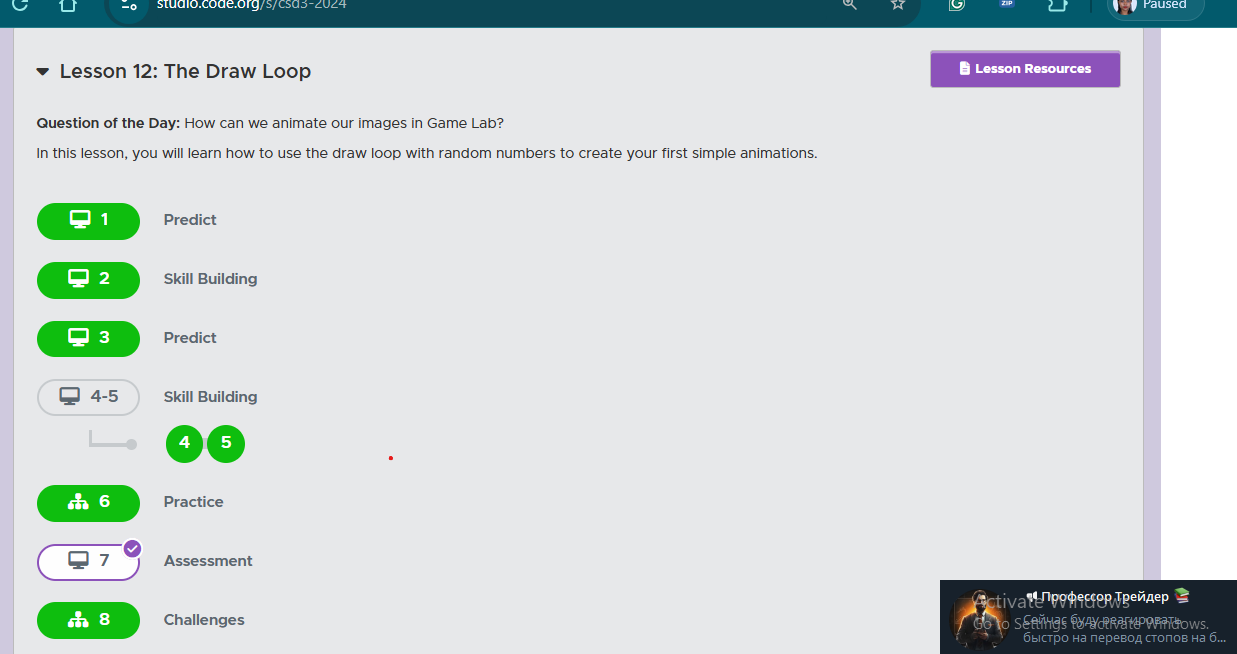 studio.code.org/s/csd3-2024
ZIP
Paused
Lesson 12: The Draw Loop
Lesson Resources
Question of the Day: How can we animate our images in Game Lab?
In this lesson, you will learn how to use the draw loop with random numbers to create your first simple animations.
1 Predict
2 Skill Building
3 Predict
4-5 Skill Building
4 5
6 Practice
7 Assessment
8 Challenges
Activate Windows
Go to Settings to activate Windows.
Профессор Трейдер
Сейчас буду реагировать
быстро на перевод стопов на б...